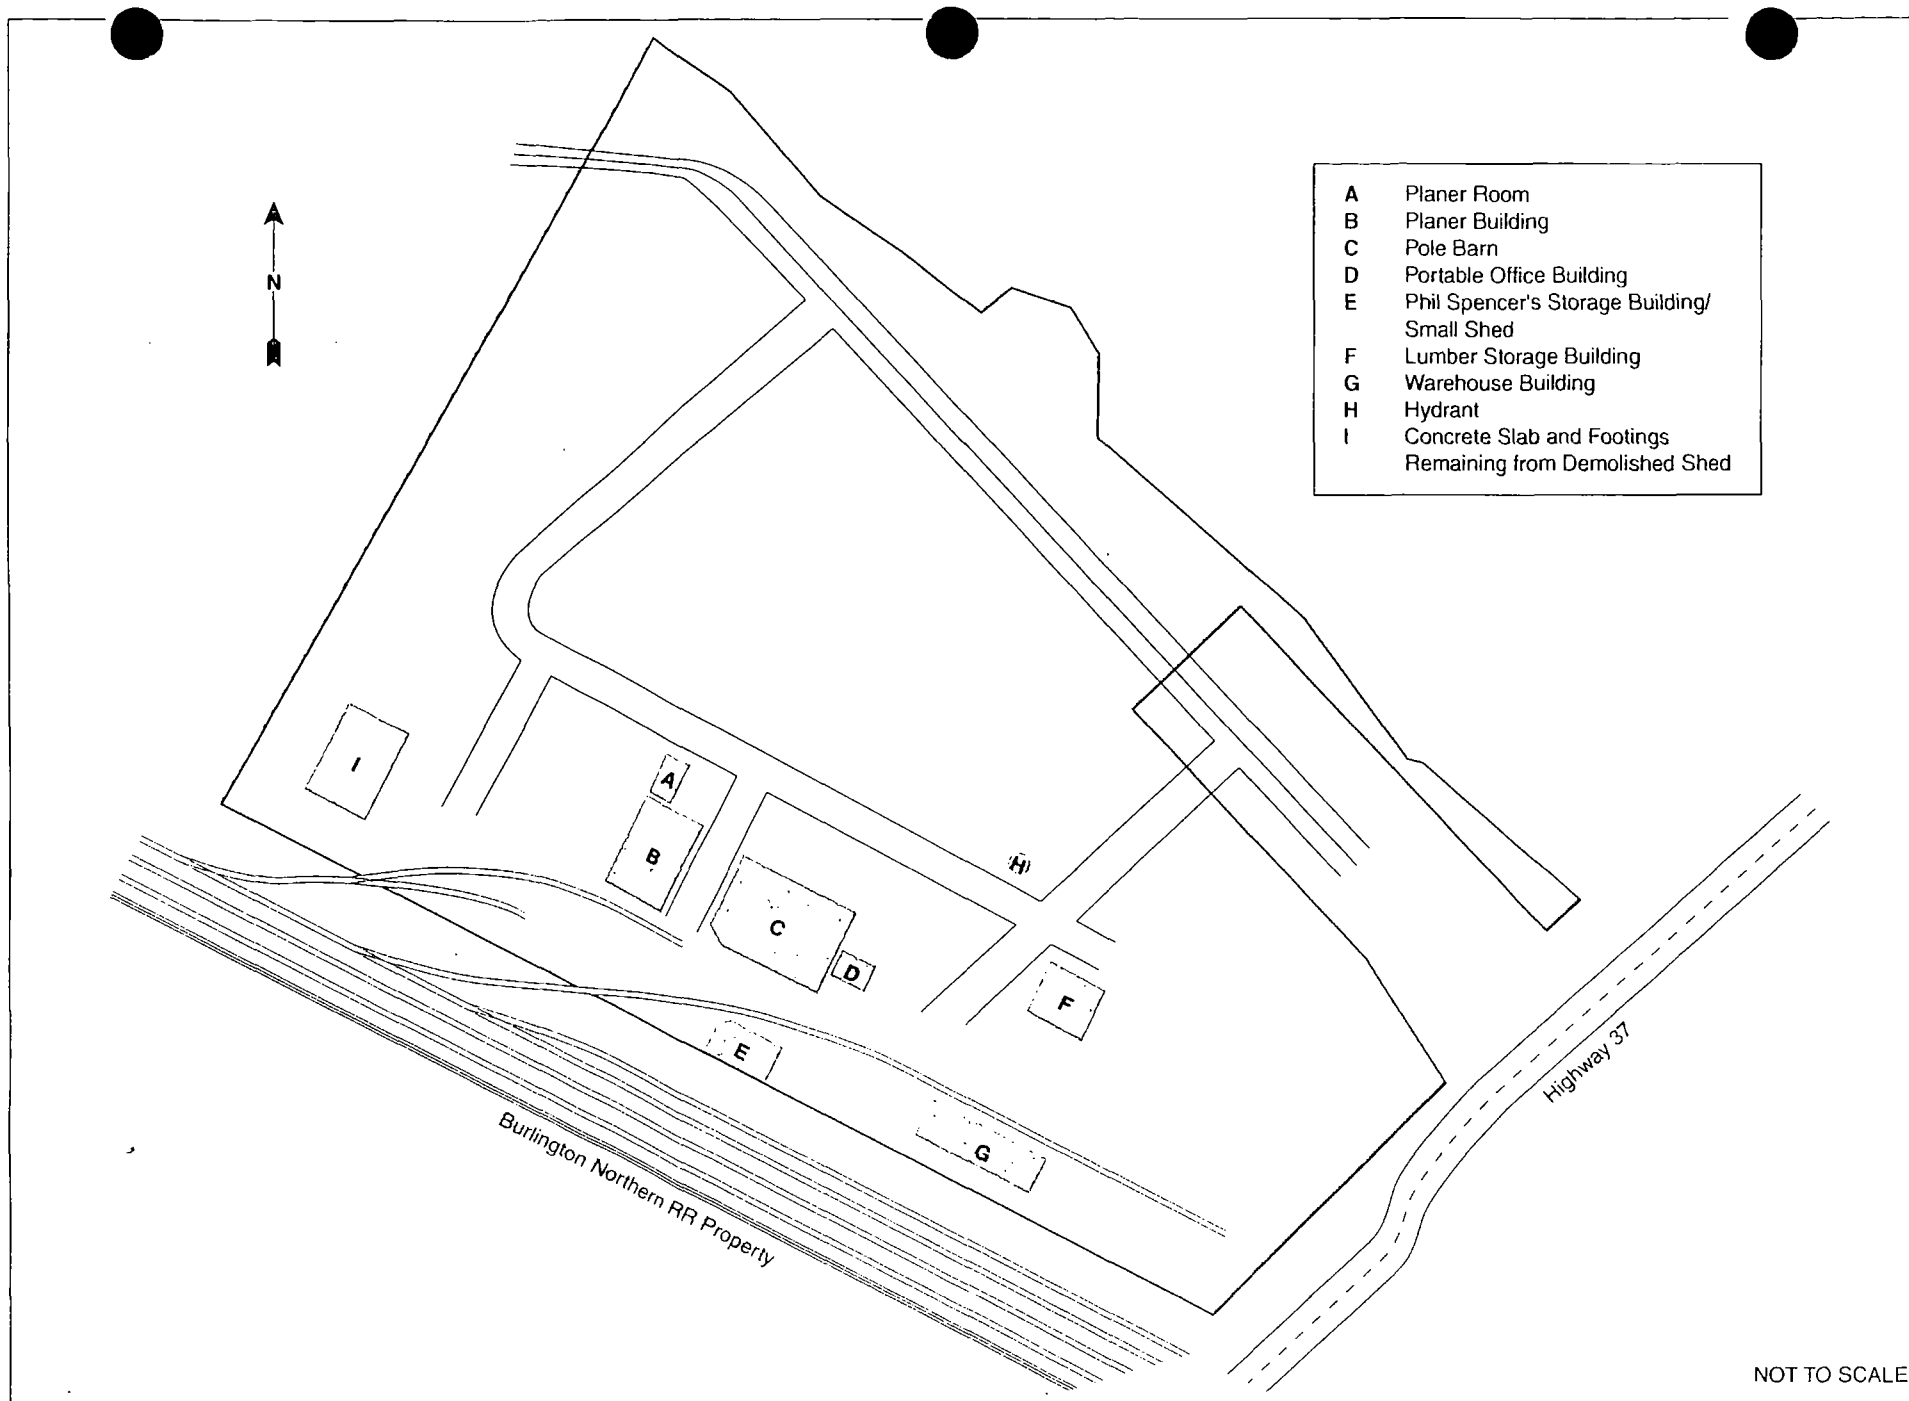 A Planer Room
B Planer Building
C Pole Barn
D Portable Office Building
E Phil Spencer's Storage Building/
Small Shed
F Lumber Storage Building
G Warehouse Building
H Hydrant
I Concrete Slab and Footings
Remaining from Demolished Shed
N
I
A
B
H
C
D
F
E
G
Highway 37
Burlington Northern RR Property
NOT TO SCALE